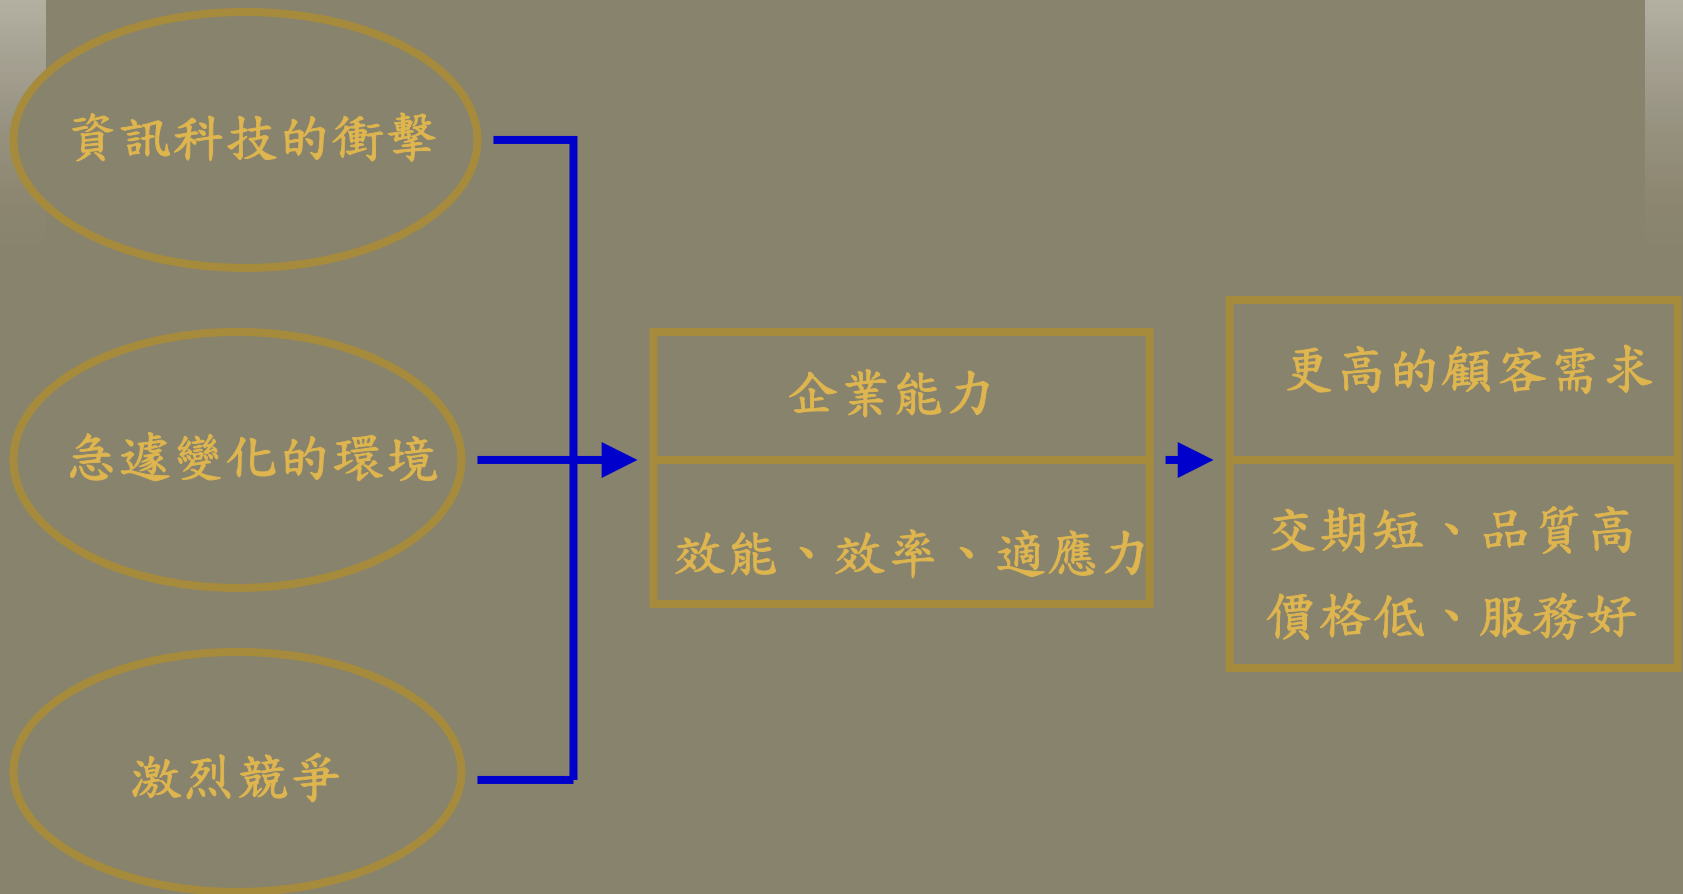 資訊科技的衝擊
急遽變化的環境
激烈競爭
企業能力
效能、效率、適應力
更高的顧客需求
交期短、品質高
價格低、服務好